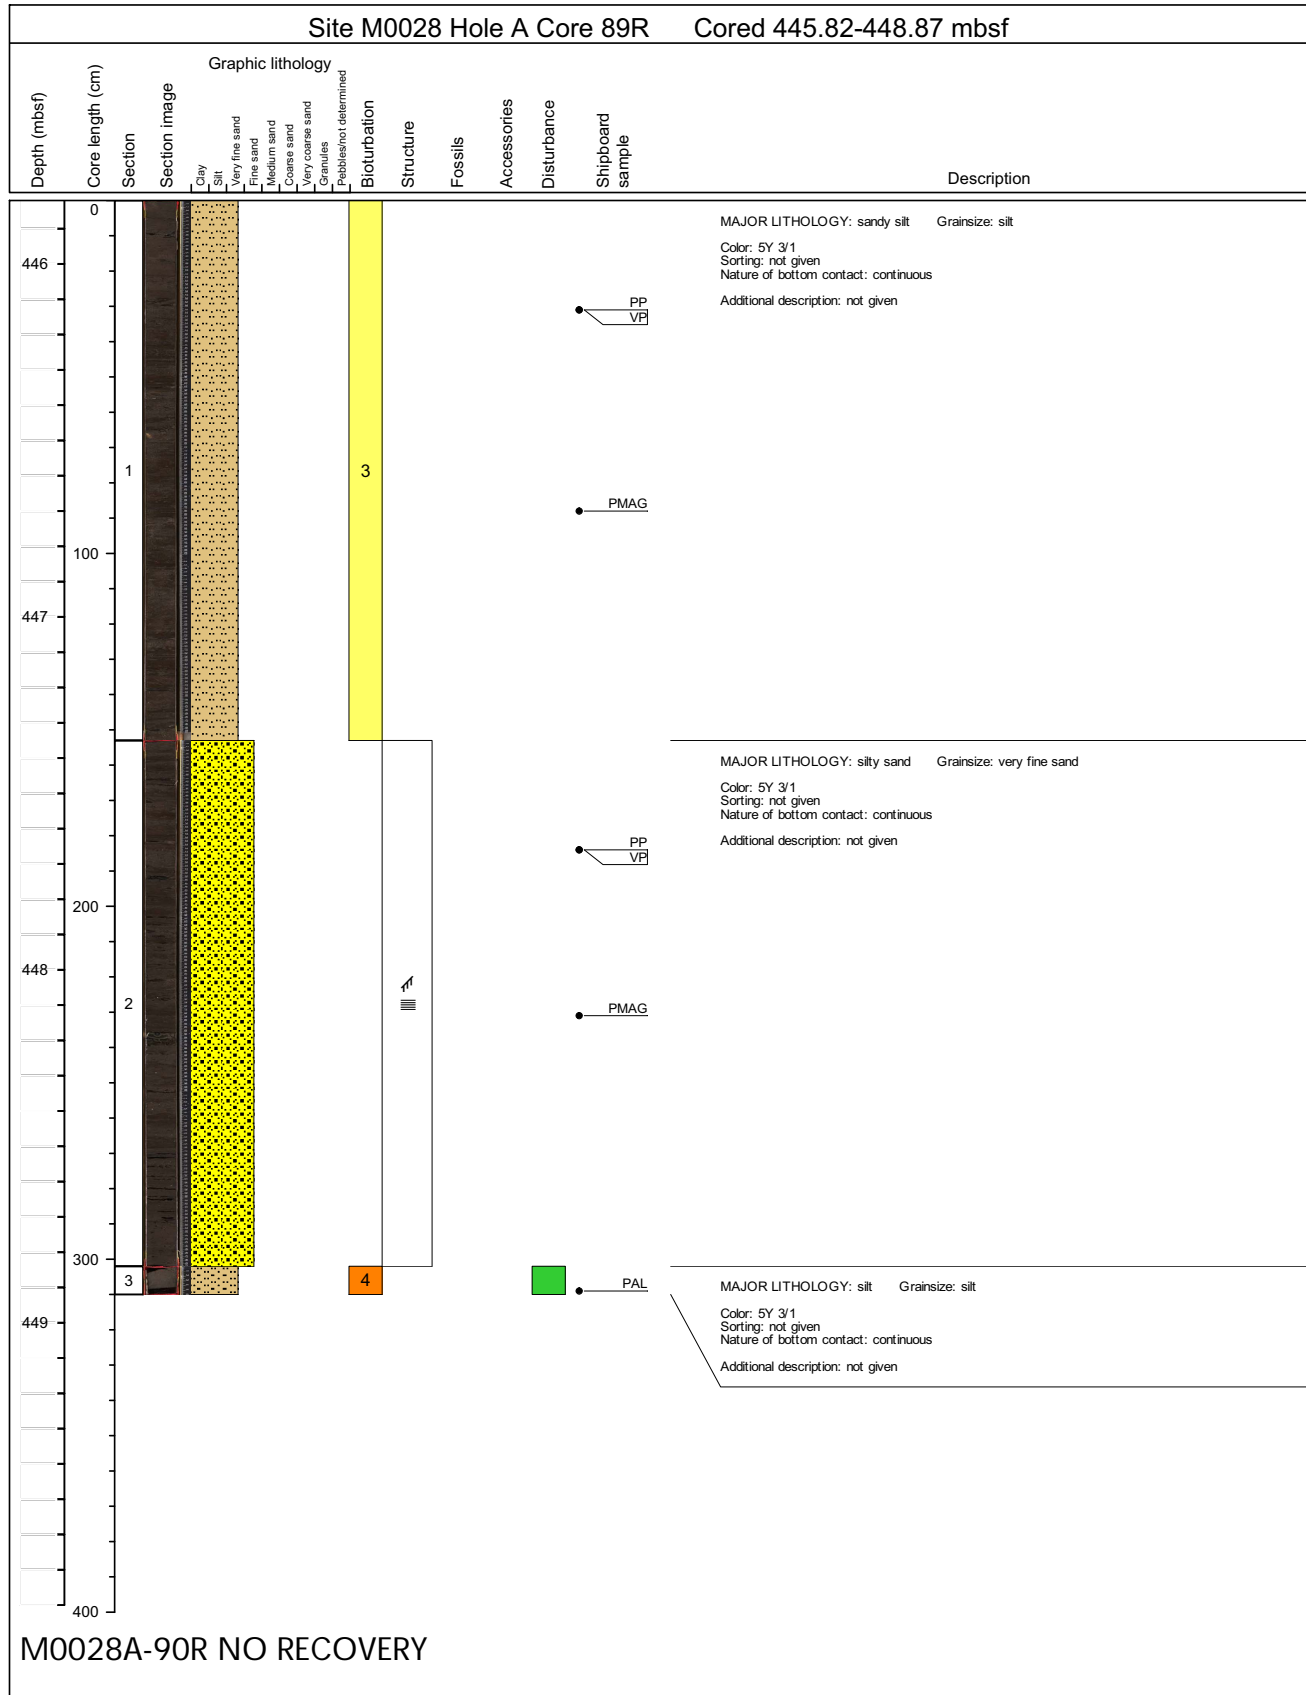 Site M0028 Hole A Core 89R Cored 445.82-448.87 mbsf
Graphic lithology
Depth (mbsf)
Core length (cm)
Section
Section image
Clay
Silt
Very fine sand
Fine sand
Medium sand
Coarse sand
Very coarse sand
Granules
Pebbles/not determined
Bioturbation
Structure
Fossils
Accessories
Disturbance
Shipboard
sample
Description
0
MAJOR LITHOLOGY: sandy silt Grainsize: silt
Color: 5Y 3/1
446
Sorting: not given
Nature of bottom contact: continuous
Additional description: not given
PP
VP
1
3
PMAG
100
447
MAJOR LITHOLOGY: silty sand Grainsize: very fine sand
Color: 5Y 3/1
Sorting: not given
Nature of bottom contact: continuous
Additional description: not given
PP
VP
200
448
2
PMAG
300
3
4
PAL
MAJOR LITHOLOGY: silt Grainsize: silt
Color: 5Y 3/1
449
Sorting: not given
Nature of bottom contact: continuous
Additional description: not given
400
M0028A-90R NO RECOVERY